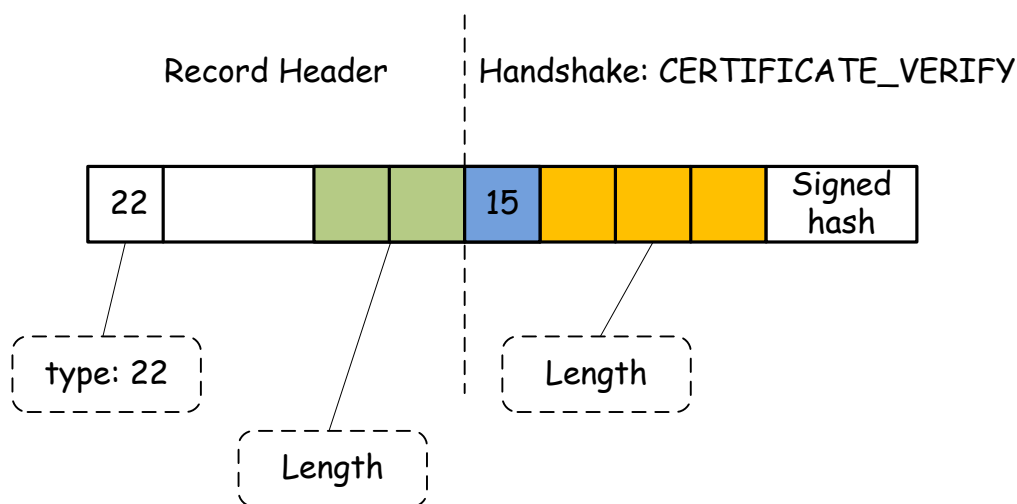 Record Header
Handshake: CERTIFICATE_VERIFY
22
15
Signed
hash
type: 22
Length
Length